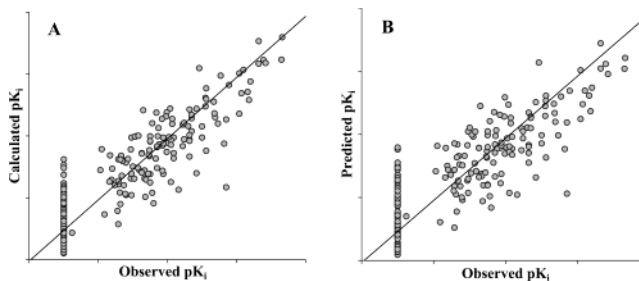 A
Calculated pKi
Observed pKi
B
Predicted pKi
Observed pKi